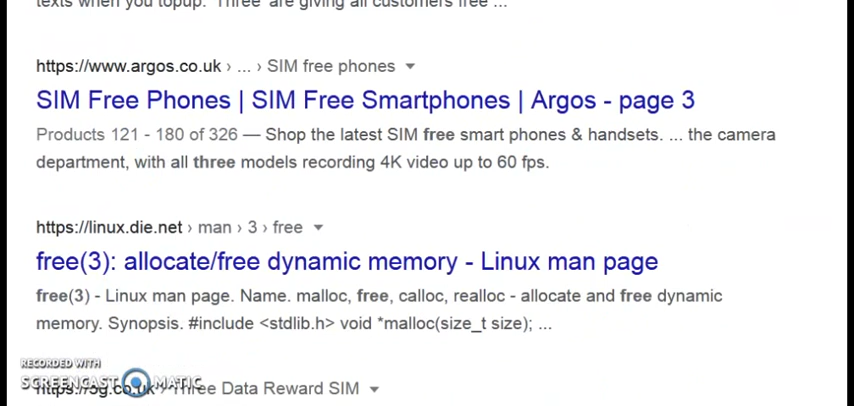 texts when you topup. 'Three' are giving all customers free ...
https://www.argos.co.uk › ... › SIM free phones
SIM Free Phones | SIM Free Smartphones | Argos - page 3
Products 121 - 180 of 326 — Shop the latest SIM free smart phones & handsets. ... the camera
department, with all three models recording 4K video up to 60 fps.
https://linux.die.net › man › 3 › free
free(3): allocate/free dynamic memory - Linux man page
free(3) - Linux man page. Name. malloc, free, calloc, realloc - allocate and free dynamic
memory. Synopsis. #include <stdlib.h> void *malloc(size_t size); ...
RECORDED WITH
SCREENCAST MATIC
https://5g.co.uk › Three Data Reward SIM